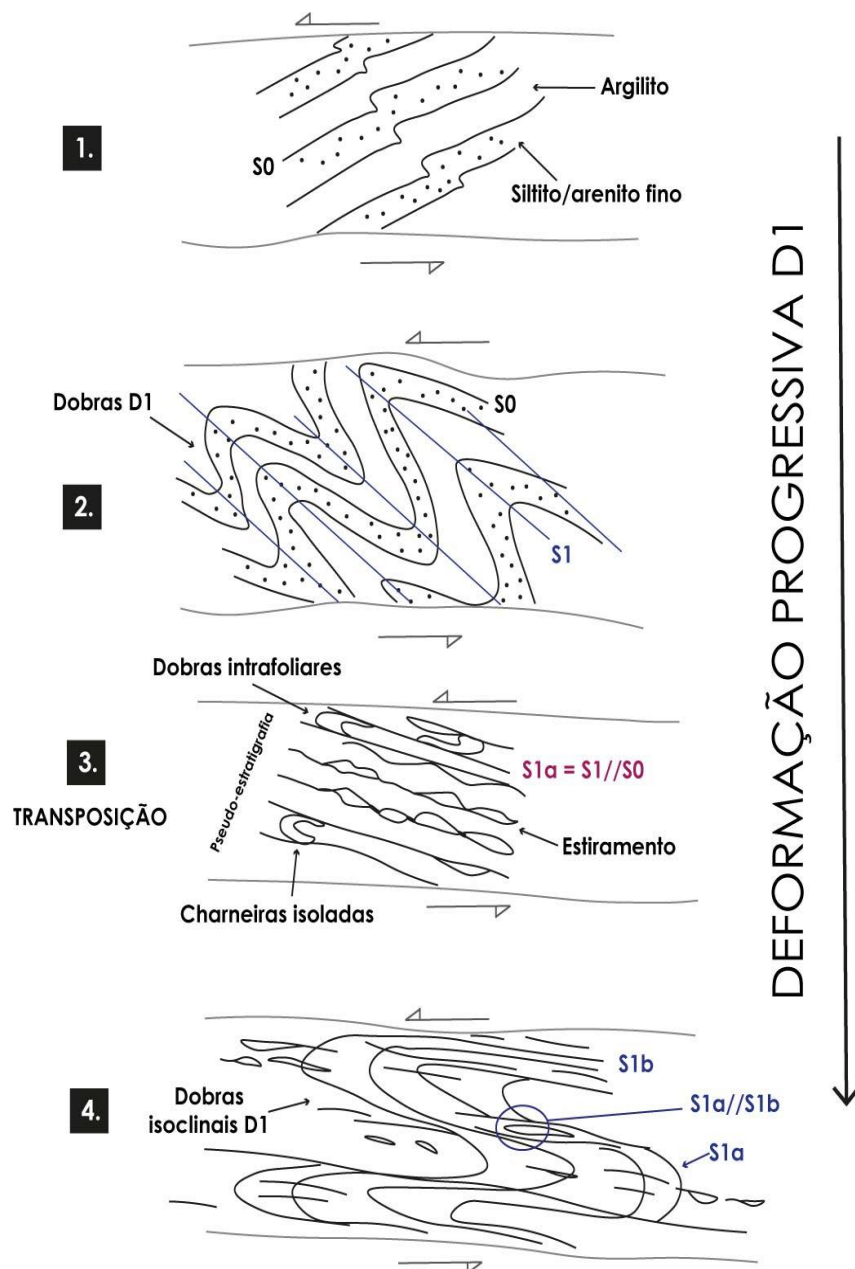 1.
S0
Argilito
Siltito/arenito fino
2.
Dobras D1
S0
S1
3.
TRANSPOSIÇÃO
Pseudo-estratigrafia
Dobras intrafoliares
S1a = S1//S0
Estiramento
Charneiras isoladas
4.
Dobras
isoclinais D1
S1b
S1a//S1b
S1a
DEFORMAÇÃO PROGRESSIVA D1